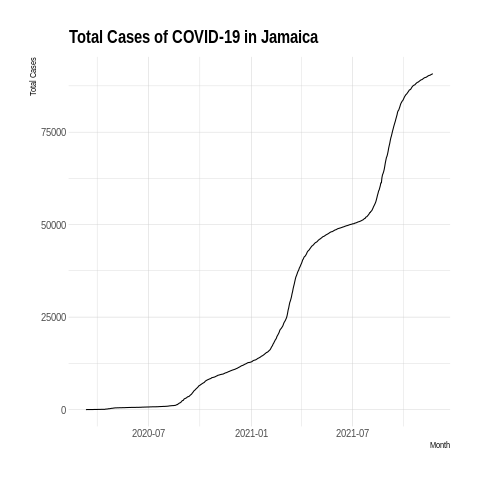 Total Cases of COVID-19 in Jamaica
Total Cases
75000
50000
25000
0
2020-07
2021-01
2021-07
Month